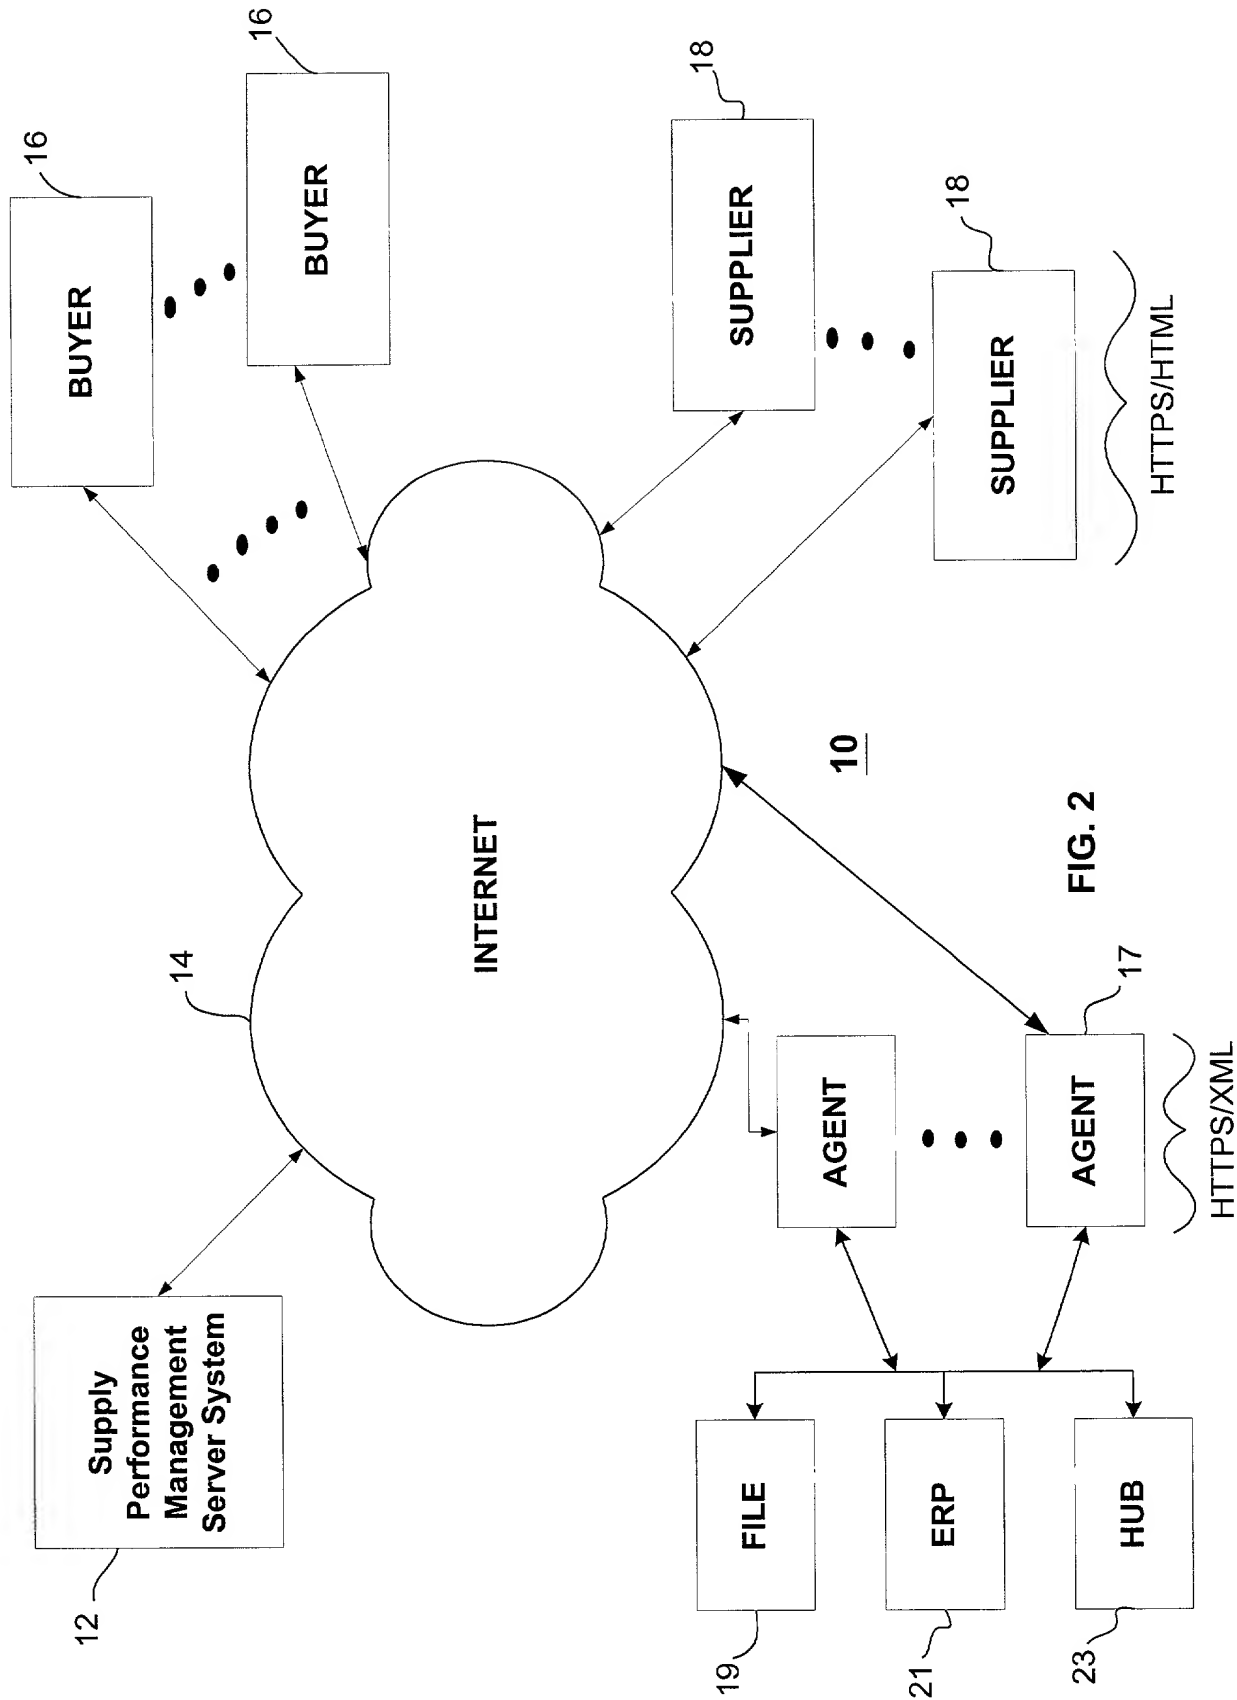 12
Supply
Performance
Management
Server System
14
16
BUYER
16
BUYER
INTERNET
18
SUPPLIER
18
SUPPLIER
HTTPS/HTML
19
FILE
21
ERP
23
HUB
AGENT
AGENT
17
HTTPS/XML
10
FIG. 2